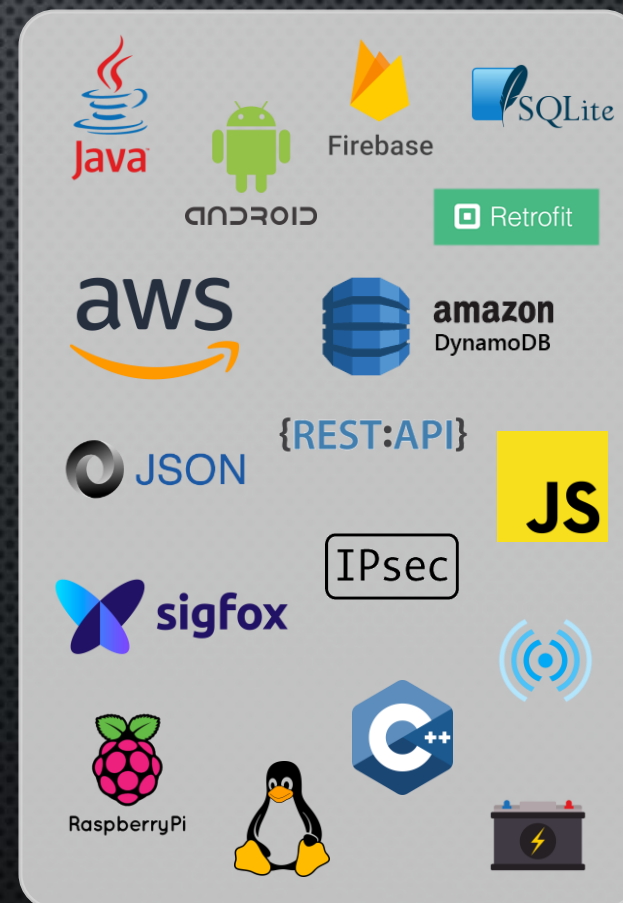 Java
Firebase
SQLite
ANDROID
Retrofit
aws
amazon
DynamoDB
{REST:API}
JSON
JS
IPsec
sigfox
C++
RaspberryPi